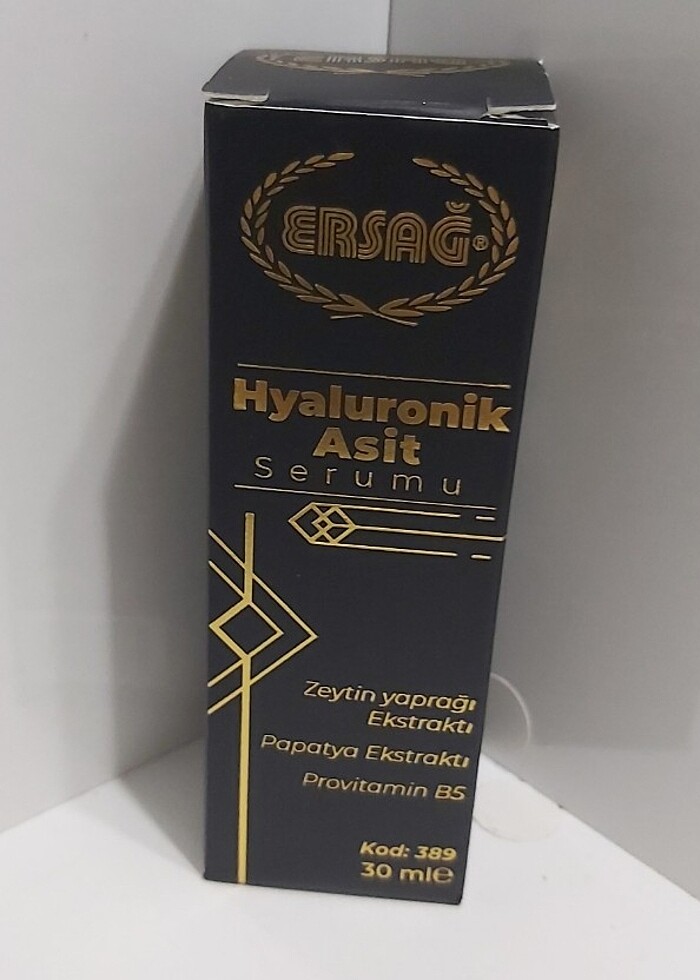 ERSAĞ®
Hyaluronik
Asit
Serumu
Zeytin yaprağı
Ekstraktı
Papatya Ekstraktı
Provitamin B5
Kod: 389
30 ml℮